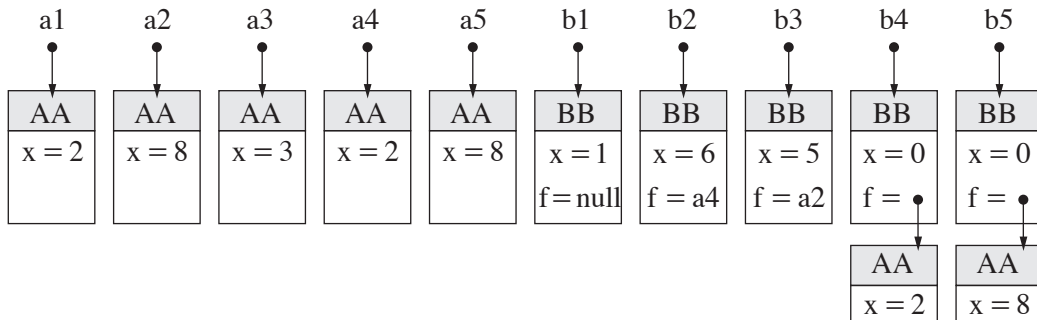 a1 a2 a3 a4 a5 b1 b2 b3 b4 b5
AA AA AA AA AA BB BB BB BB BB
x = 2 x = 8 x = 3 x = 2 x = 8 x = 1 x = 6 x = 5 x = 0 x = 0
f = null f = a4 f = a2 f = f =
AA AA
x = 2 x = 8